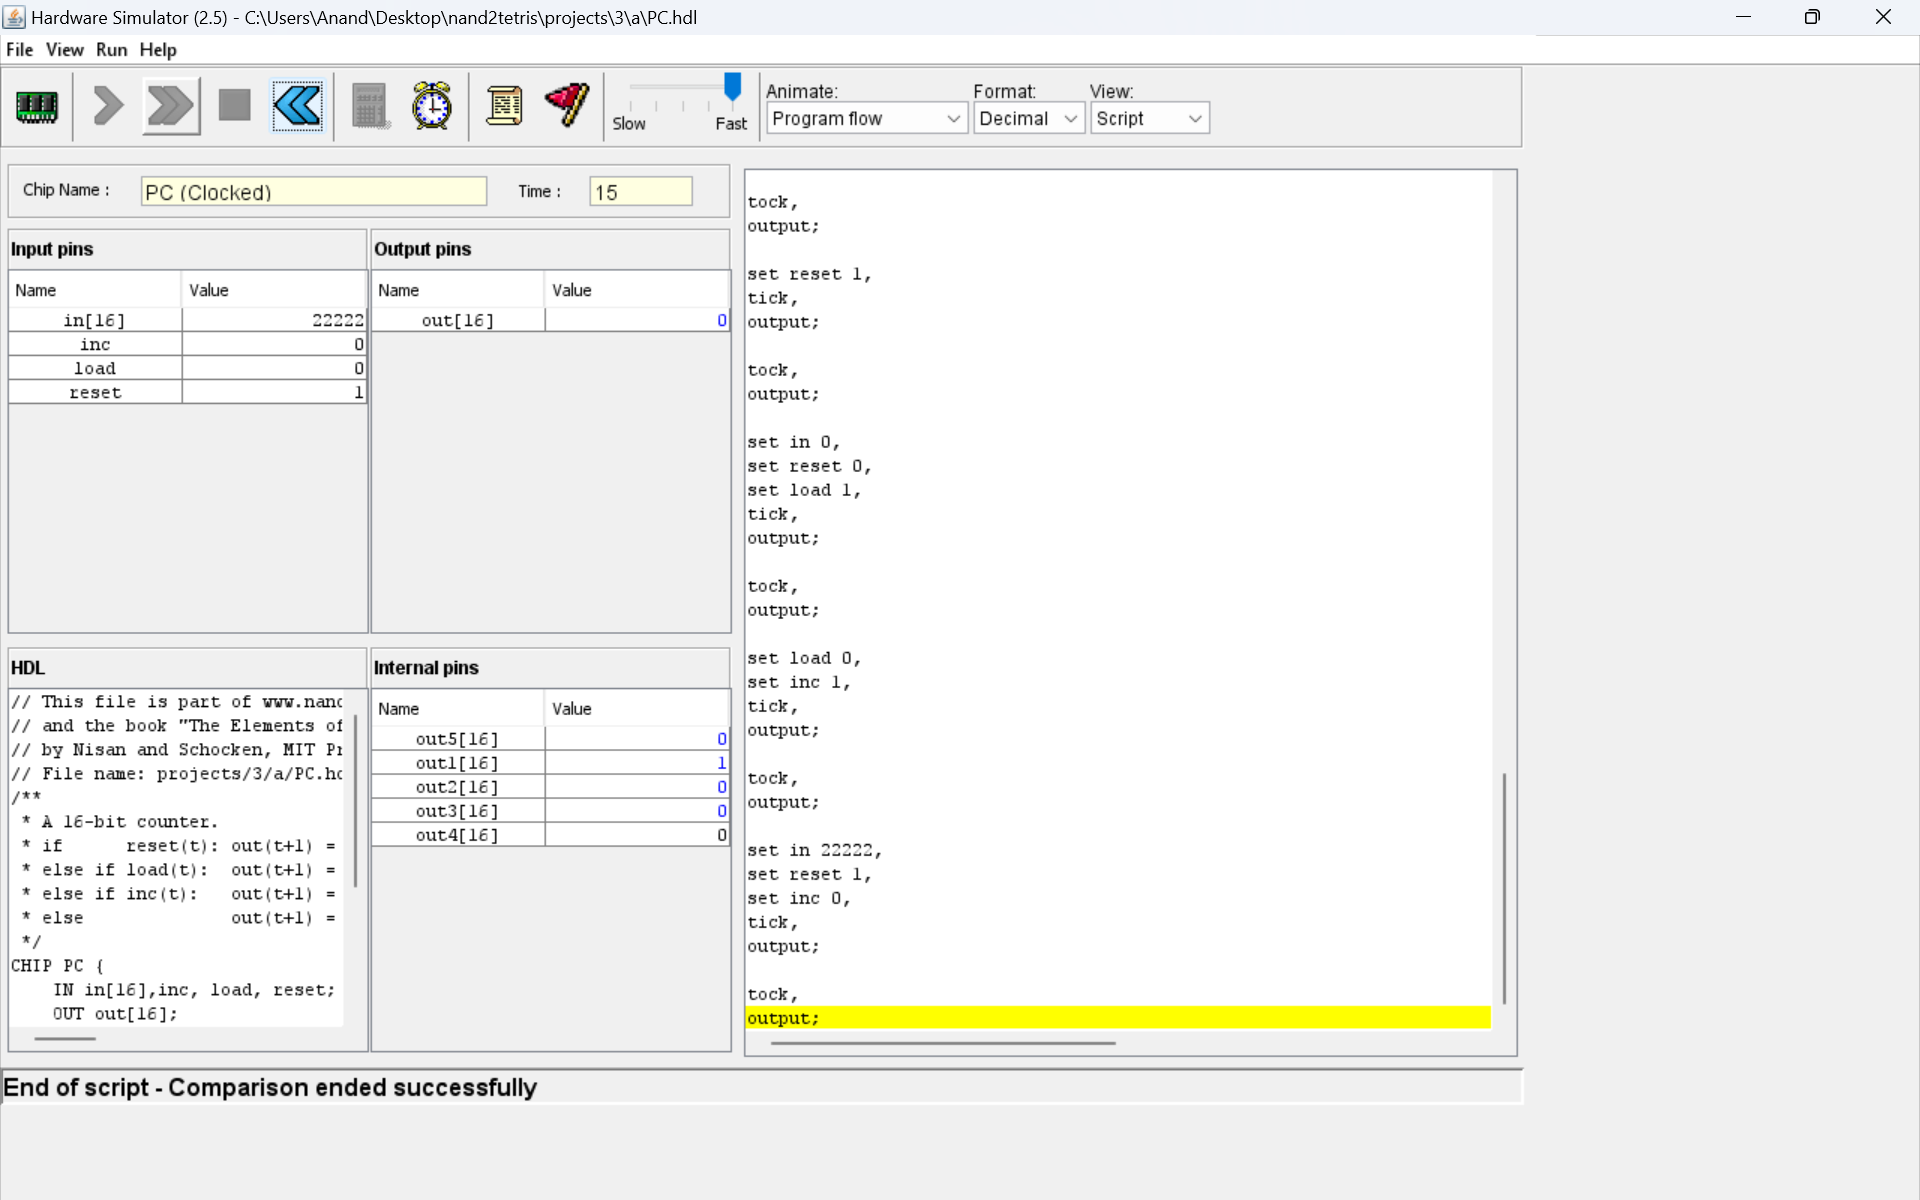 Hardware Simulator (2.5) - C:\Users\Anand\Desktop\nand2tetris\projects\3\a\PC.hdl
File View Run Help
Slow Fast
Animate: Format: View:
Program flow Decimal Script
Chip Name : PC (Clocked) Time : 15
Input pins
Name Value
in[16] 22222
inc 0
load 0
reset 1
Output pins
Name Value
out[16] 0
HDL
// This file is part of www.nand
// and the book "The Elements of
// by Nisan and Schocken, MIT Pr
// File name: projects/3/a/PC.hd
/**
* A 16-bit counter.
* if reset(t): out(t+1) =
* else if load(t): out(t+1) =
* else if inc(t): out(t+1) =
* else out(t+1) =
*/
CHIP PC {
IN in[16],inc, load, reset;
OUT out[16];
Internal pins
Name Value
out5[16] 0
out1[16] 1
out2[16] 0
out3[16] 0
out4[16] 0
tock,
output;
set reset 1,
tick,
output;
tock,
output;
set in 0,
set reset 0,
set load 1,
tick,
output;
tock,
output;
set load 0,
set inc 1,
tick,
output;
tock,
output;
set in 22222,
set reset 1,
set inc 0,
tick,
output;
tock,
output;
End of script - Comparison ended successfully